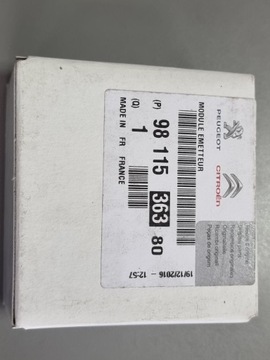 PEUGEOT
CITROËN
MODULE EMETTEUR
(P) 98 115 363 80
(Q) 1
MADE IN FR FRANCE
19/12/2016 - 12:57